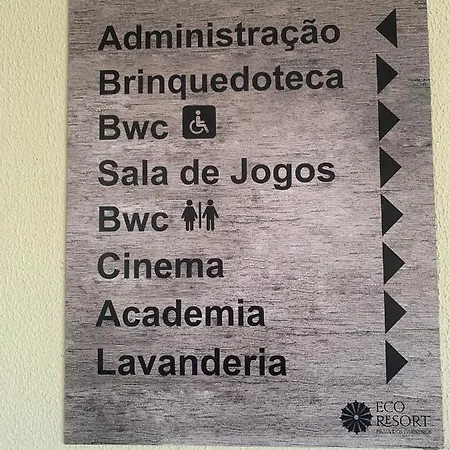 Administração
Brinquedoteca
Bwc
Sala de Jogos
Bwc
Cinema
Academia
Lavanderia
ECO
RESORT